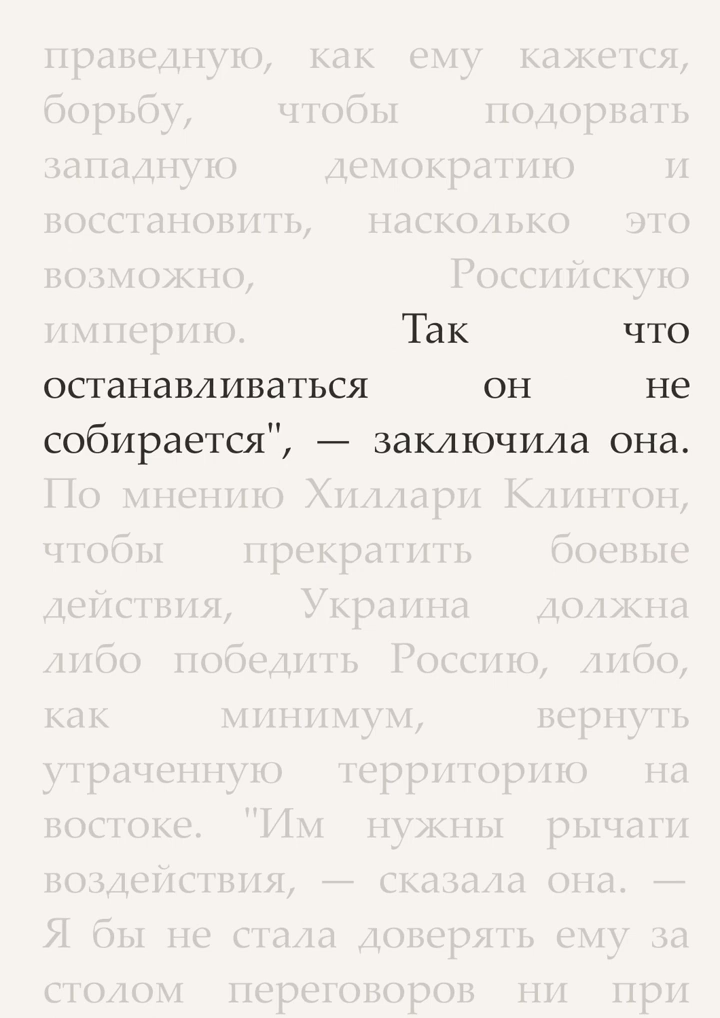 праведную, как ему кажется,
борьбу, чтобы подорвать
западную демократию и
восстановить, насколько это
возможно, Российскую
империю. Так что
останавливаться он не
собирается", — заключила она.
По мнению Хиллари Клинтон,
чтобы прекратить боевые
действия, Украина должна
либо победить Россию, либо,
как минимум, вернуть
утраченную территорию на
востоке. "Им нужны рычаги
воздействия, — сказала она. —
Я бы не стала доверять ему за
столом переговоров ни при